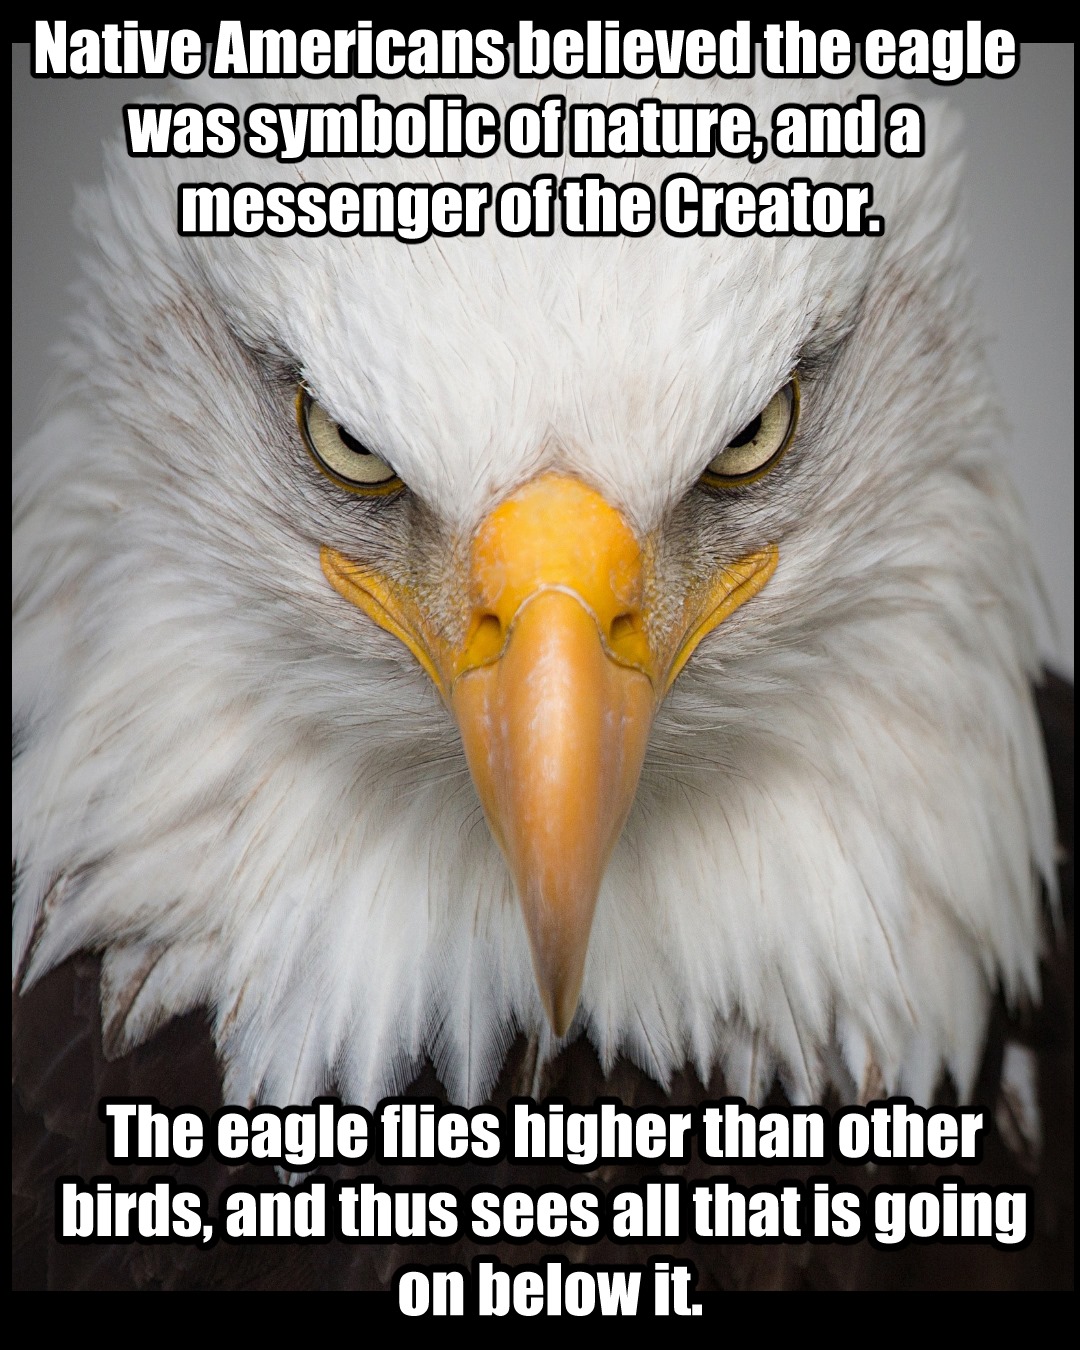 Native Americans believed the eagle
was symbolic of nature, and a
messenger of the Creator.
The eagle flies higher than other
birds, and thus sees all that is going
on below it.